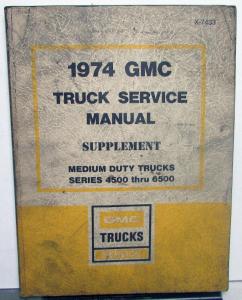 X-7433
1974 GMC
TRUCK SERVICE
MANUAL
SUPPLEMENT
MEDIUM DUTY TRUCKS
SERIES 4500 thru 6500
GMC
TRUCKS